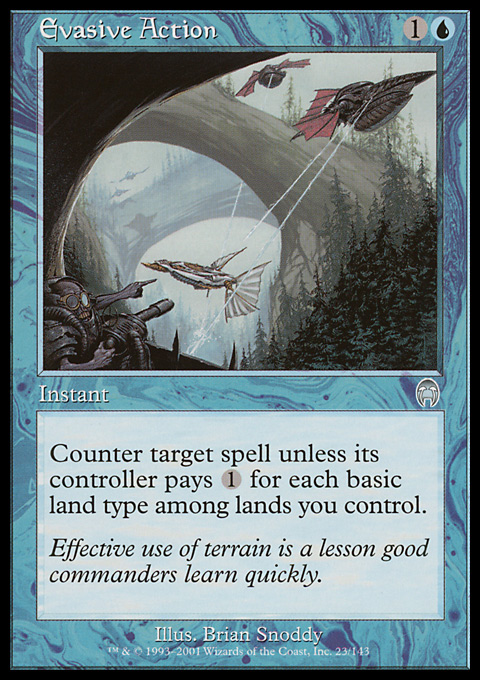 Evasive Action 1
Instant
Counter target spell unless its
controller pays 1 for each basic
land type among lands you control.
Effective use of terrain is a lesson good
commanders learn quickly.
Illus. Brian Snoddy
™ & © 1993-2001 Wizards of the Coast, Inc. 23/143